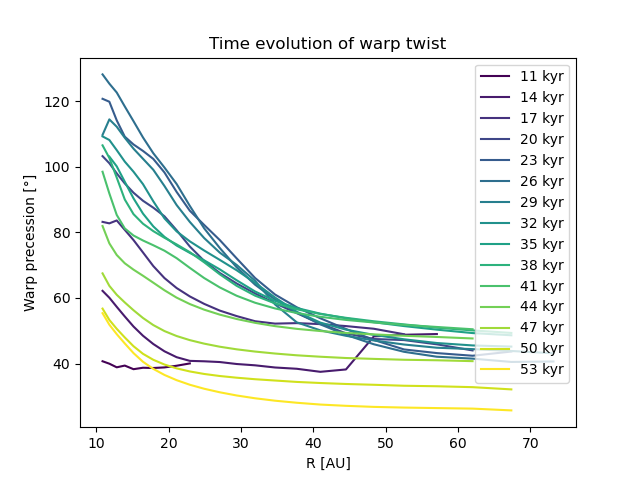 Time evolution of warp twist
Warp precession [°]
120
100
80
60
40
10 20 30 40 50 60 70
R [AU]
11 kyr
14 kyr
17 kyr
20 kyr
23 kyr
26 kyr
29 kyr
32 kyr
35 kyr
38 kyr
41 kyr
44 kyr
47 kyr
50 kyr
53 kyr